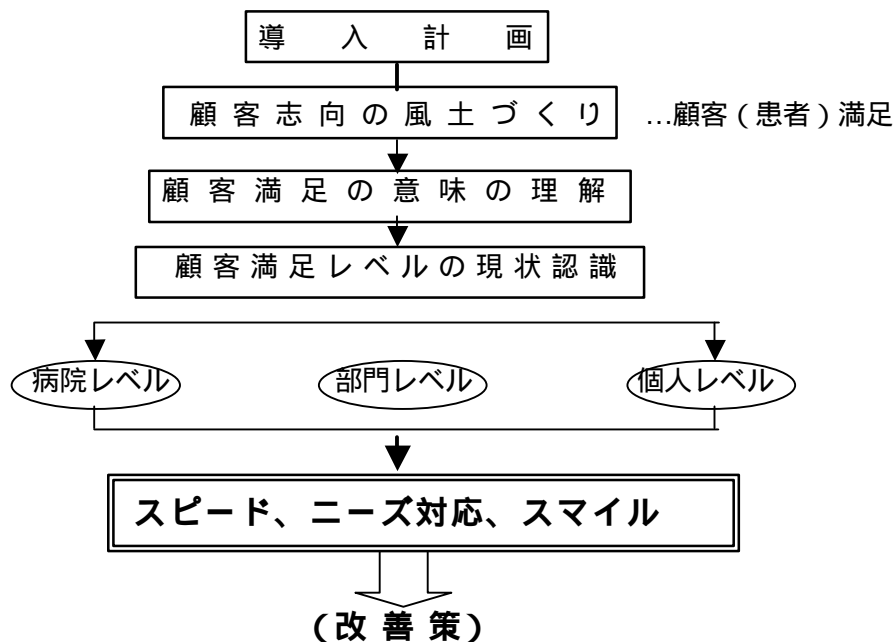 導入計画
顧客志向の風土づくり …顧客(患者)満足
顧客満足の意味の理解
顧客満足レベルの現状認識
病院レベル 部門レベル 個人レベル
スピード、ニーズ対応、スマイル
(改善策)